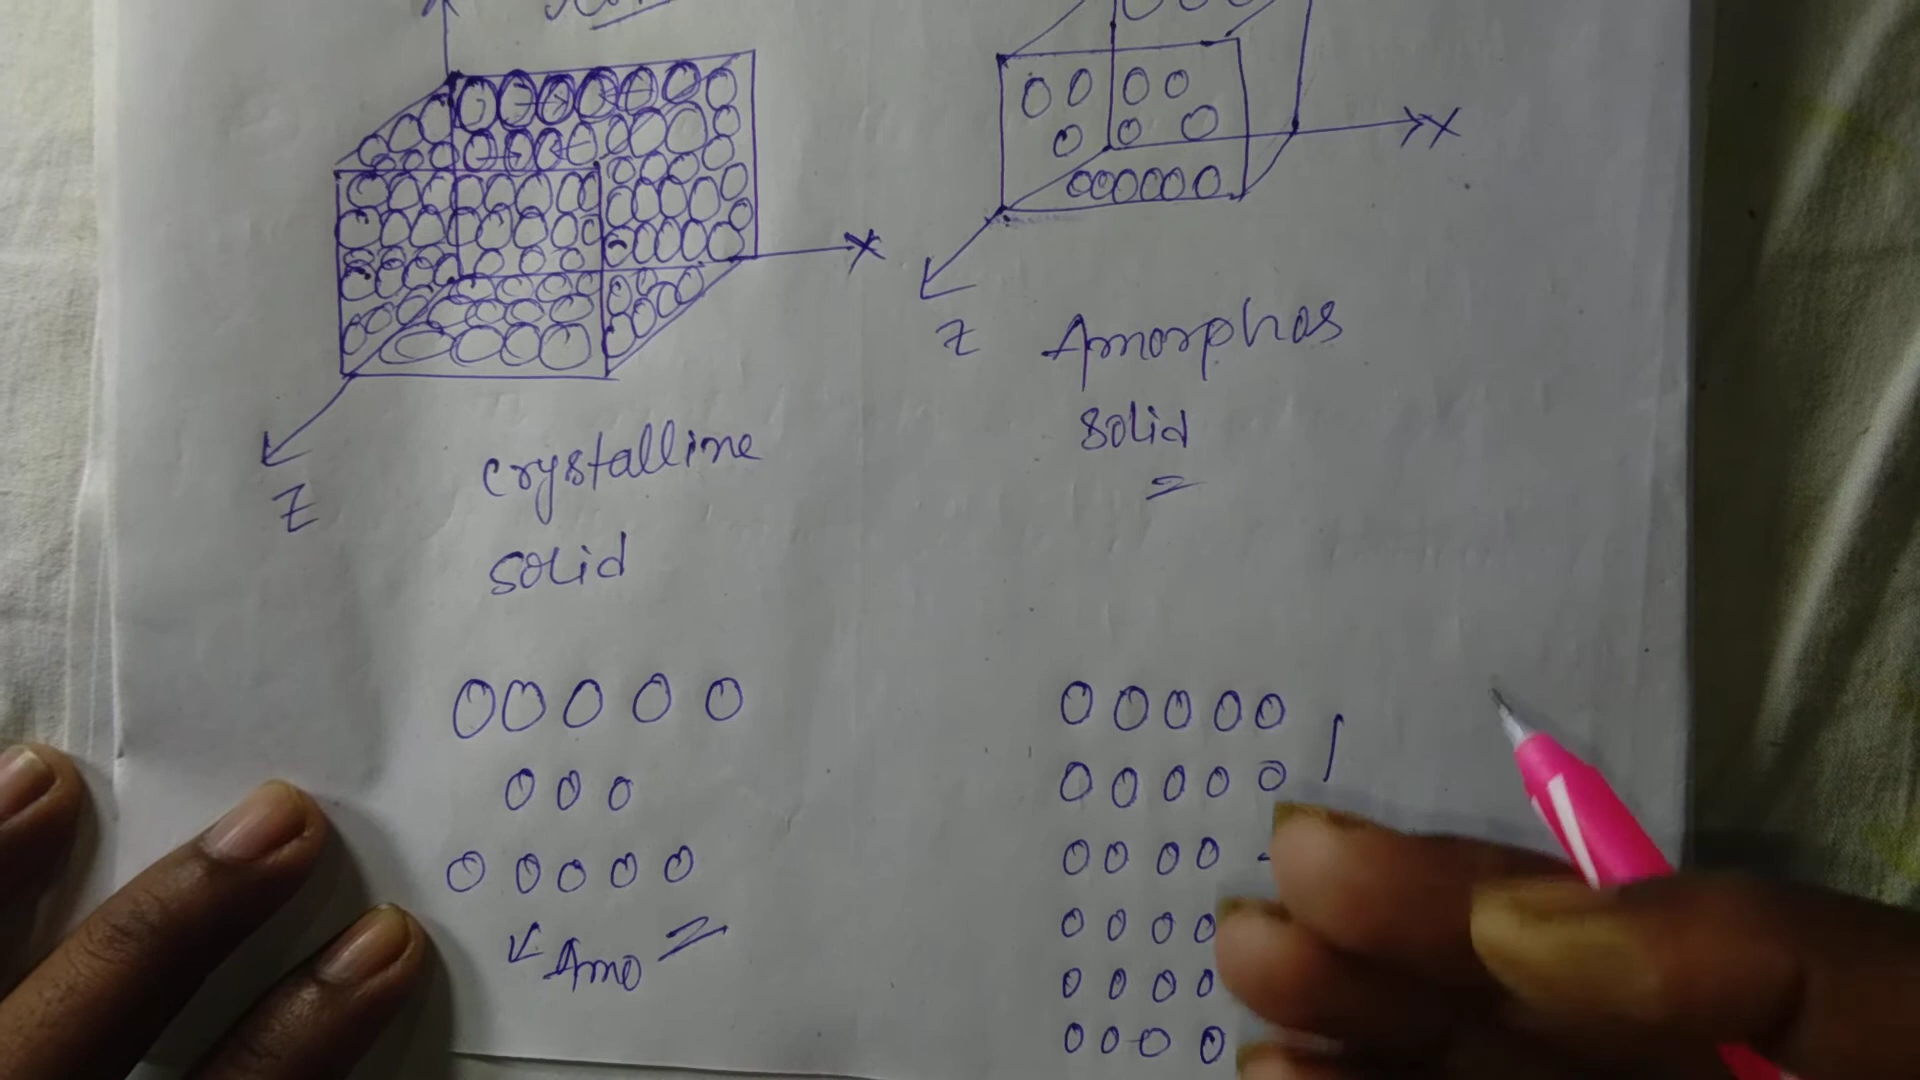 X
X
Z
Amorphos
solid
Z
crystalline
solid
Amo